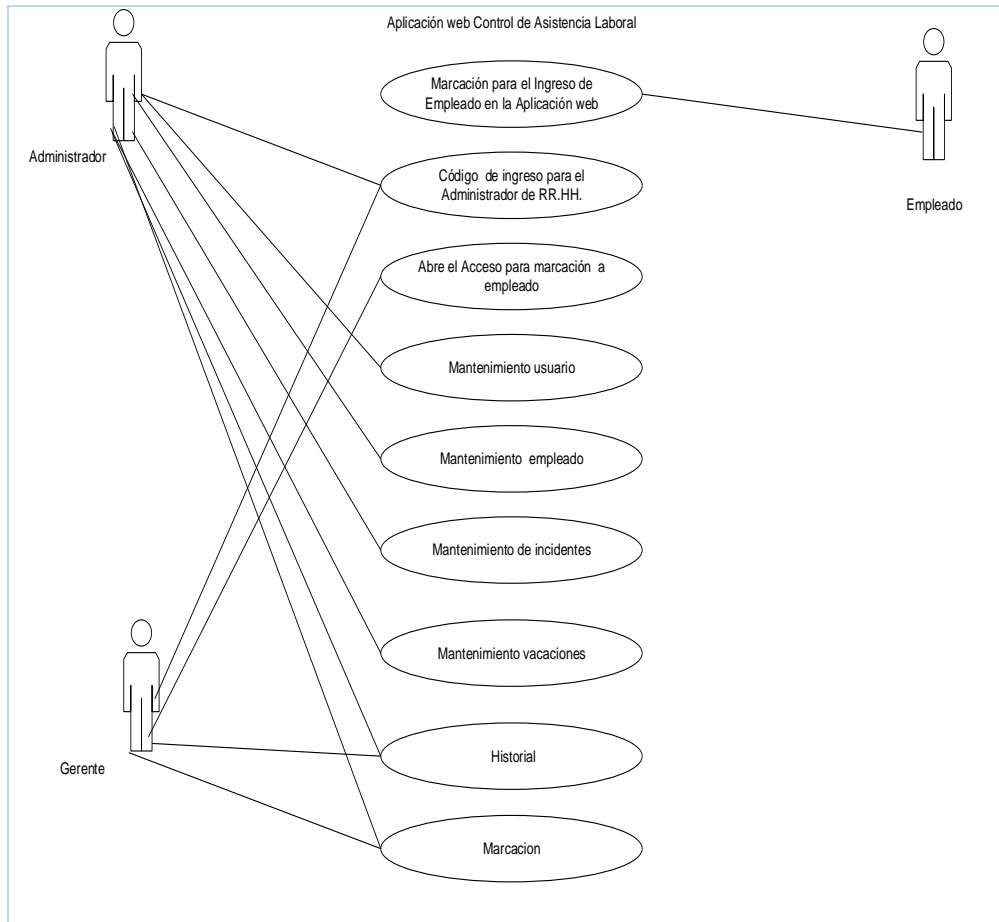 Aplicación web Control de Asistencia Laboral
Marcación para el Ingreso de
Empleado en la Aplicación web
Administrador
Código de ingreso para el
Administrador de RR.HH.
Empleado
Abre el Acceso para marcación a
empleado
Mantenimiento usuario
Mantenimiento empleado
Mantenimiento de incidentes
Mantenimiento vacaciones
Historial
Gerente
Marcacion